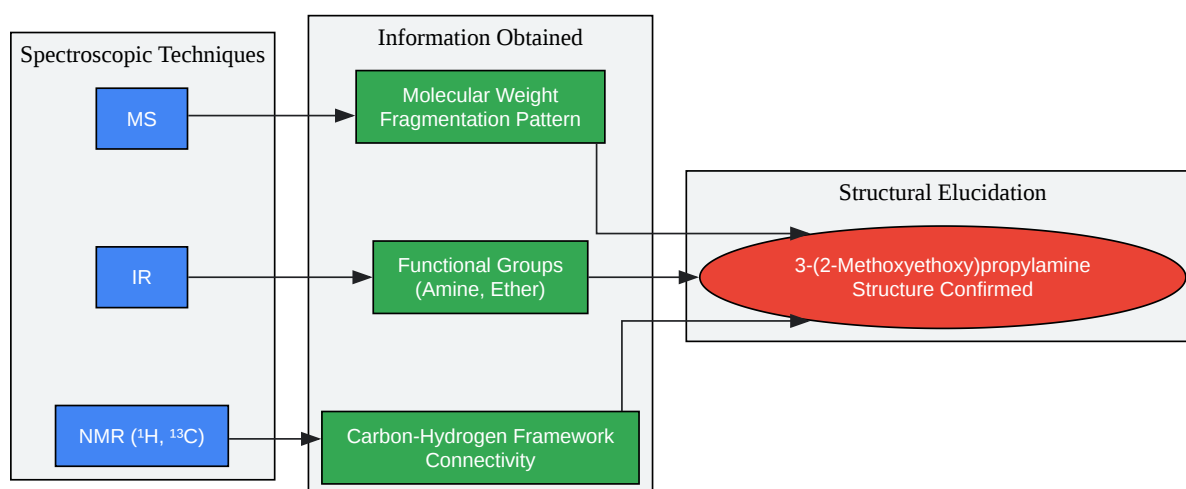 Spectroscopic Techniques
MS
IR
NMR (¹H, ¹³C)
Information Obtained
Molecular Weight
Fragmentation Pattern
Functional Groups
(Amine, Ether)
Carbon-Hydrogen Framework
Connectivity
Structural Elucidation
3-(2-Methoxyethoxy)propylamine
Structure Confirmed